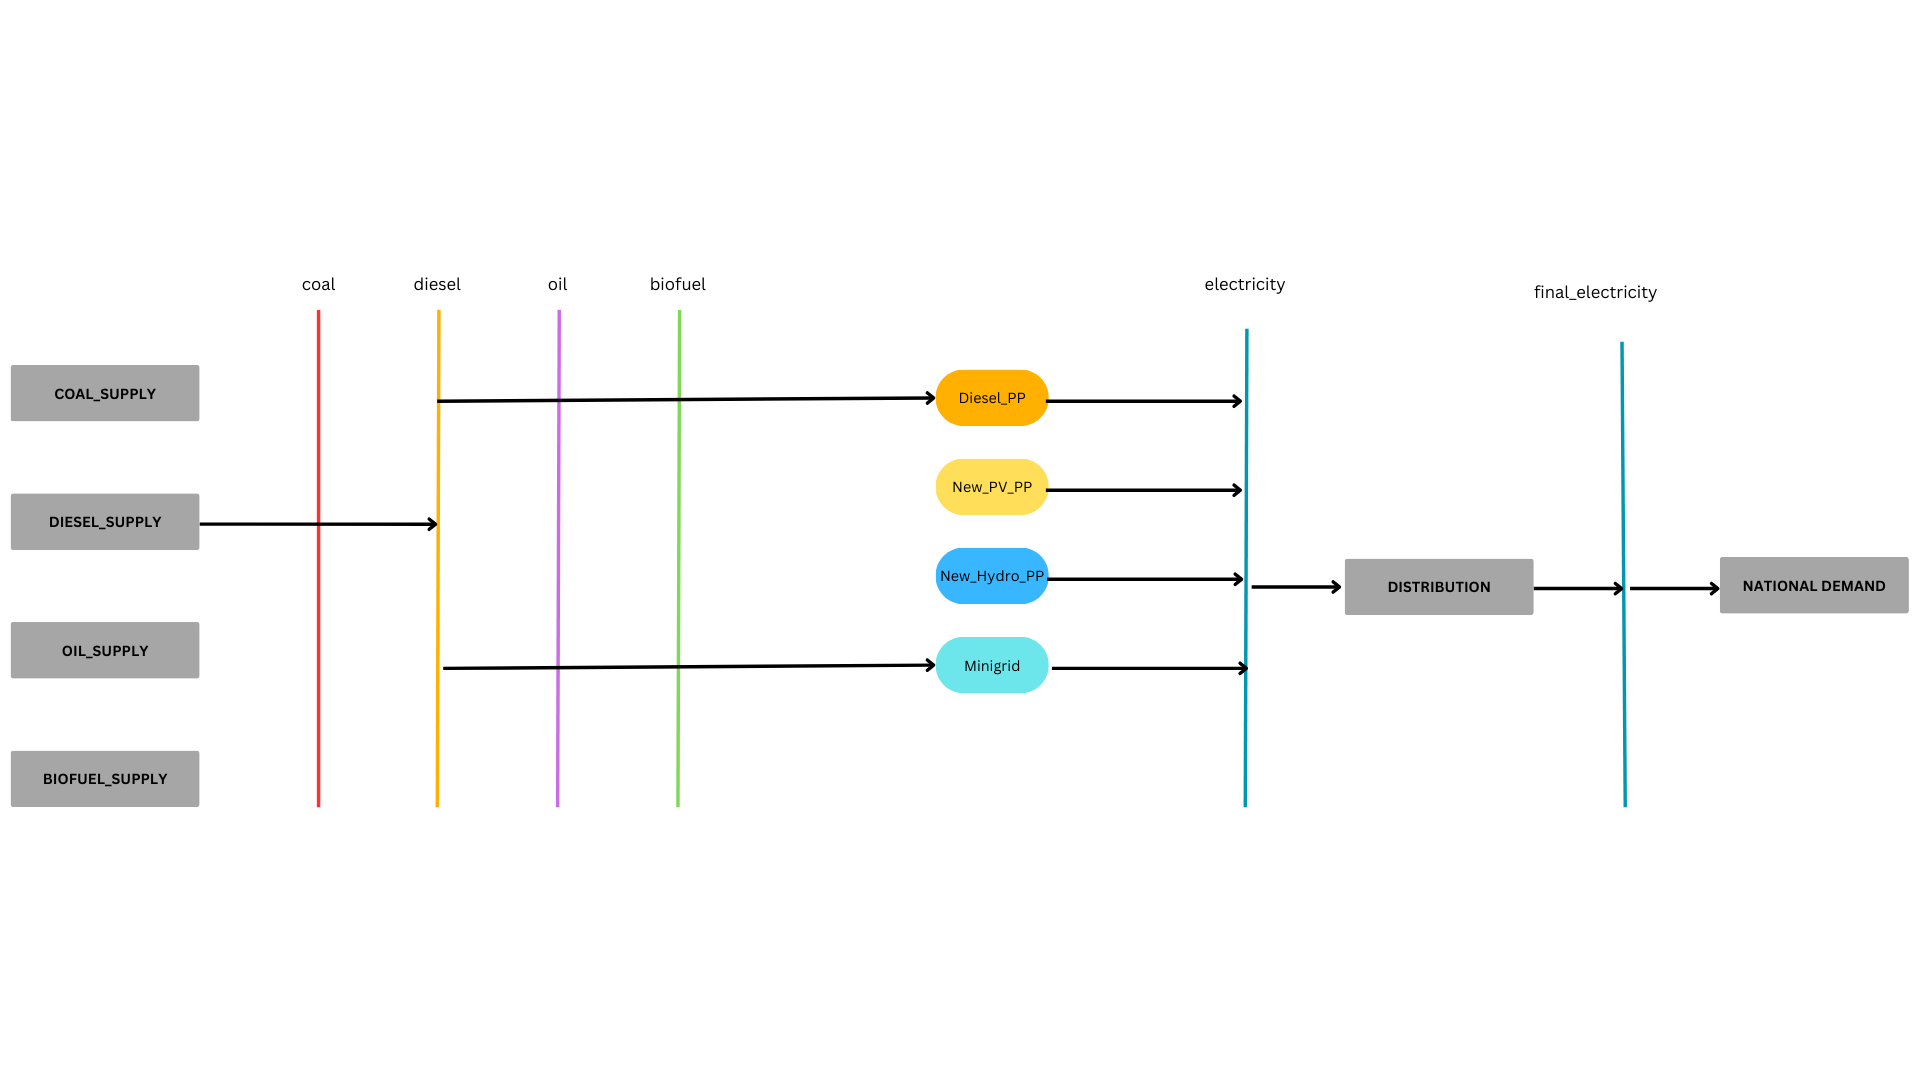 coal
diesel
oil
biofuel
electricity
final_electricity
COAL_SUPPLY
Diesel_PP
New_PV_PP
DIESEL_SUPPLY
New_Hydro_PP
DISTRIBUTION
NATIONAL DEMAND
OIL_SUPPLY
Minigrid
BIOFUEL_SUPPLY